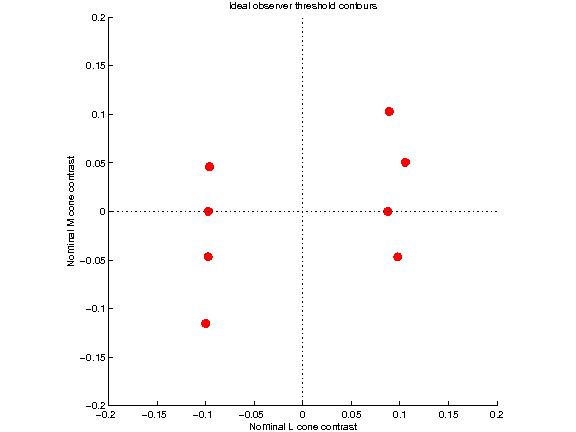 Ideal observer threshold contours
0.2
0.15
0.1
0.05
0
−0.05
−0.1
−0.15
−0.2
Nominal M cone contrast
−0.2 −0.15 −0.1 −0.05 0 0.05 0.1 0.15 0.2
Nominal L cone contrast